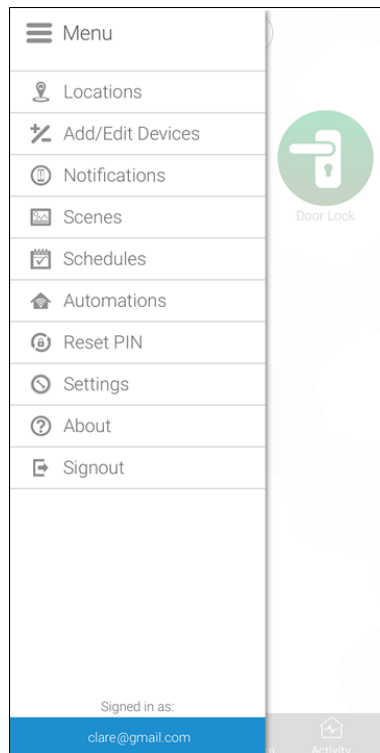 Menu
Locations
Add/Edit Devices
Notifications
Scenes
Door Lock
Schedules
Automations
Reset PIN
Settings
About
Signout
Signed in as:
clare@gmail.com
Activity